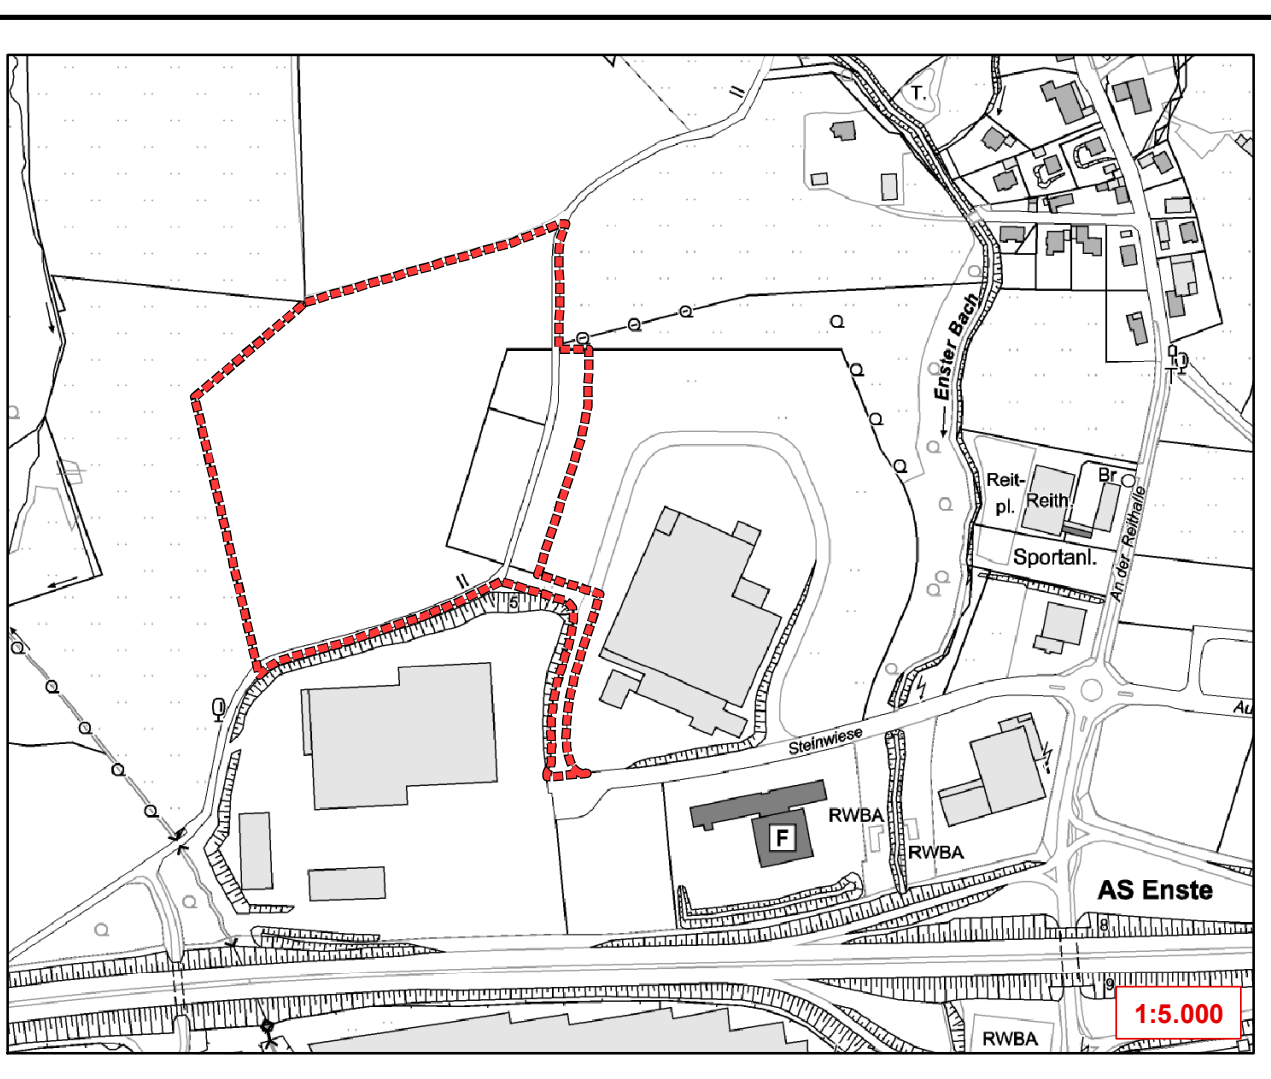 T.
Enster Bach
Reit-
pl.
Reith.
Br
Sportanl.
An der Reithalle
5
Steinwiese
Au
F
RWBA
RWBA
AS Enste
8
9
1:5.000
RWBA